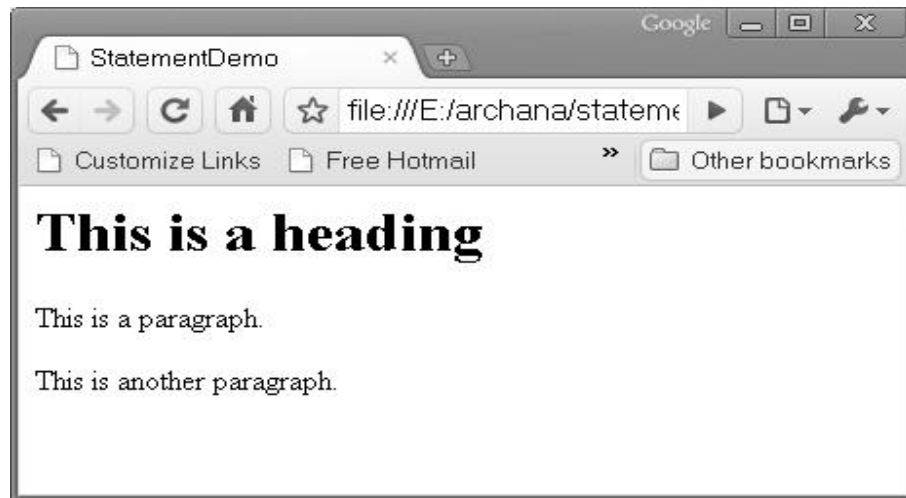 Google
StatementDemo
file:///E:/archana/stateme
Customize Links Free Hotmail » Other bookmarks
This is a heading
This is a paragraph.
This is another paragraph.